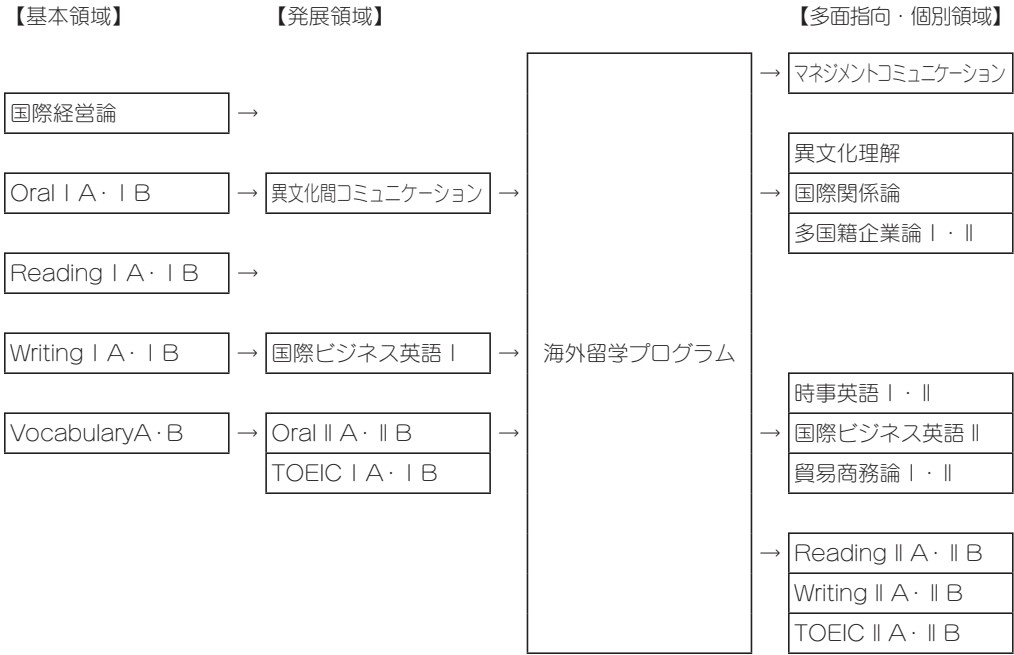 【基本領域】 【発展領域】 【多面指向・個別領域】
→ マネジメントコミュニケーション
国際経営論 →
異文化理解
Oral Ⅰ A・Ⅰ B → 異文化間コミュニケーション → → 国際関係論
多国籍企業論Ⅰ・Ⅱ
Reading Ⅰ A・Ⅰ B →
Writing Ⅰ A・Ⅰ B → 国際ビジネス英語Ⅰ → 海外留学プログラム
時事英語Ⅰ・Ⅱ
VocabularyA・B → Oral Ⅱ A・Ⅱ B → → 国際ビジネス英語Ⅱ
TOEIC Ⅰ A・Ⅰ B 貿易商務論Ⅰ・Ⅱ
→ Reading Ⅱ A・Ⅱ B
Writing Ⅱ A・Ⅱ B
TOEIC Ⅱ A・Ⅱ B